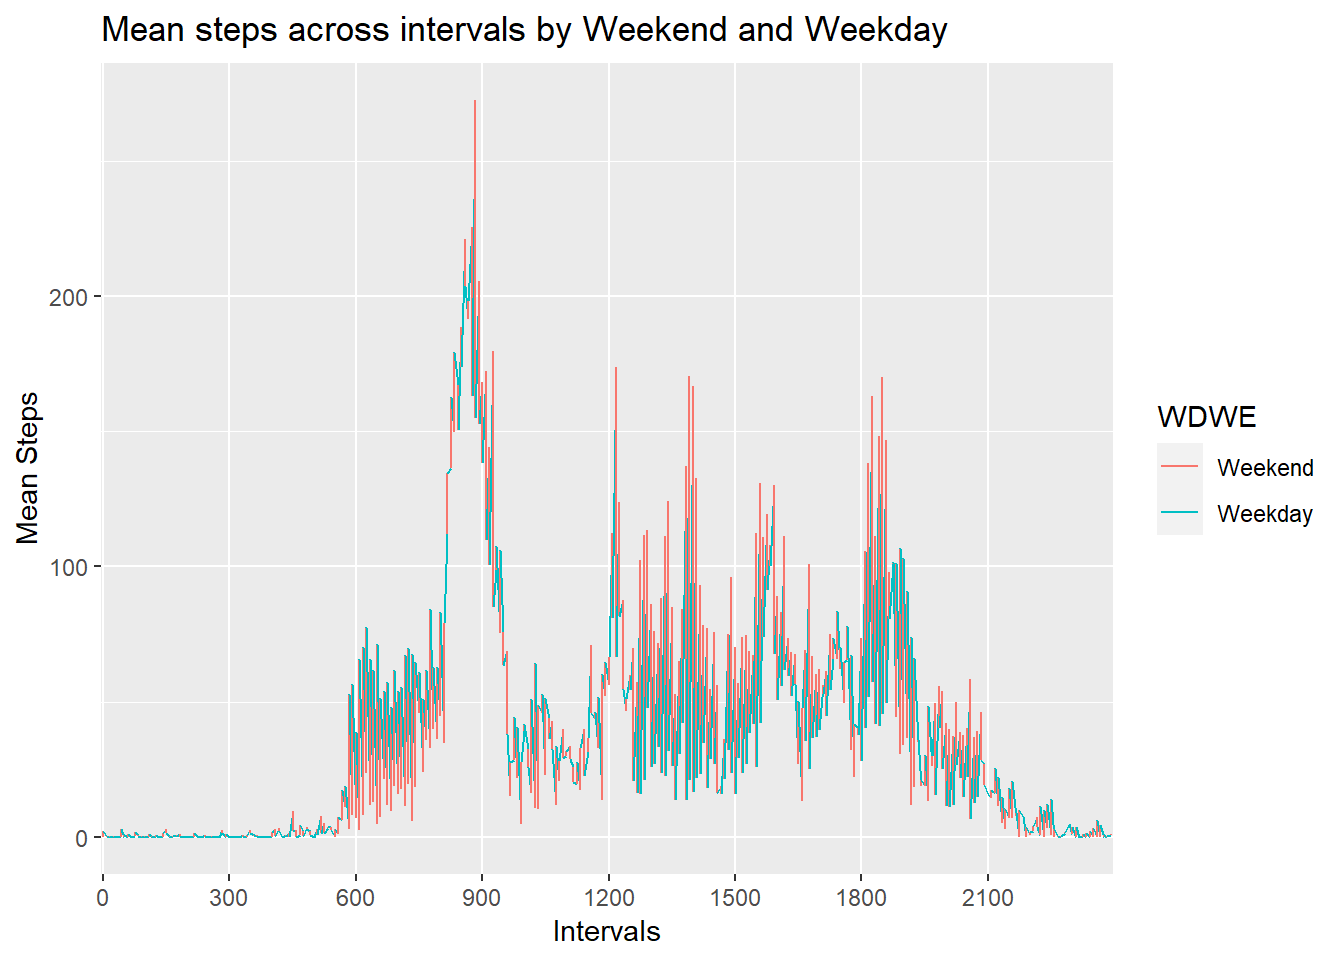 Mean steps across intervals by Weekend and Weekday
Mean Steps
200
100
0
0 300 600 900 1200 1500 1800 2100
Intervals
WDWE
Weekend
Weekday